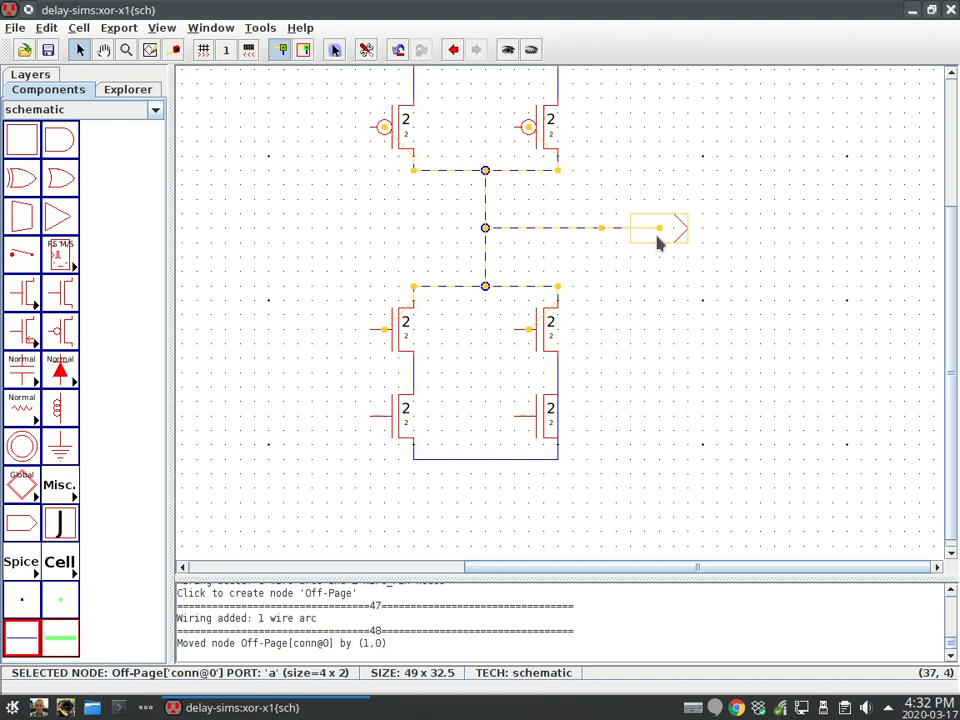 delay-sims:xor-x1{sch}
File Edit Cell Export View Window Tools Help
1
Layers
Components Explorer
schematic
FS M/S
Normal Normal
Normal
Global Misc.
J
Spice Cell
2
2
2
2
2
2
2
2
2
2
2
2
Click to create node 'Off-Page'
==============================47===============================
Wiring added: 1 wire arc
==============================48===============================
Moved node Off-Page[conn@0] by (1,0)
SELECTED NODE: Off-Page['conn@0'] PORT: 'a' (size=4 x 2) SIZE: 49 x 32.5 TECH: schematic (37, 4)
delay-sims:xor-x1{sch} 4:32 PM
2020-03-17